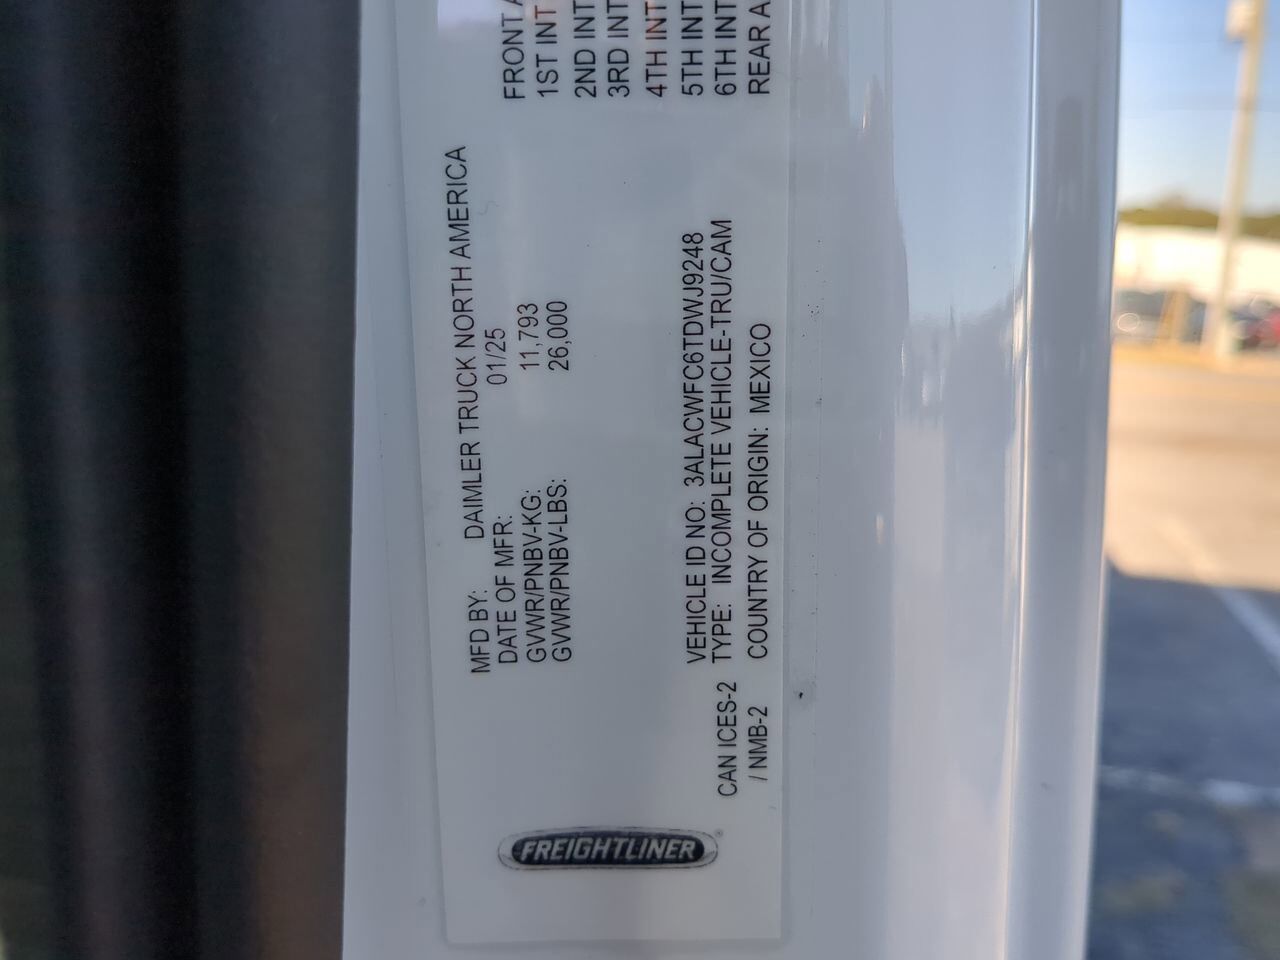 MFD BY: DAIMLER TRUCK NORTH AMERICA
DATE OF MFR: 01/25
GVWR/PNBV-KG: 11,793
GVWR/PNBV-LBS: 26,000
FRONT
1ST INT
2ND INT
3RD INT
4TH INT
5TH INT
6TH INT
REAR A
VEHICLE ID NO: 3ALACWFC6TDWJ9248
TYPE: INCOMPLETE VEHICLE-TRU/CAM
COUNTRY OF ORIGIN: MEXICO
CAN ICES-2
/ NMB-2
FREIGHTLINER®